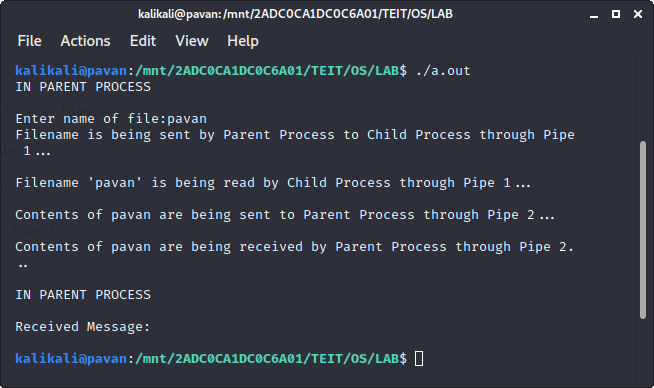 kalikali@pavan:/mnt/2ADC0CA1DC0C6A01/TEIT/OS/LAB
File Actions Edit View Help
kalikali@pavan:/mnt/2ADC0CA1DC0C6A01/TEIT/OS/LAB$ ./a.out
IN PARENT PROCESS
Enter name of file:pavan
Filename is being sent by Parent Process to Child Process through Pipe
1...
Filename 'pavan' is being read by Child Process through Pipe 1...
Contents of pavan are being sent to Parent Process through Pipe 2...
Contents of pavan are being received by Parent Process through Pipe 2.
..
IN PARENT PROCESS
Received Message:
kalikali@pavan:/mnt/2ADC0CA1DC0C6A01/TEIT/OS/LAB$